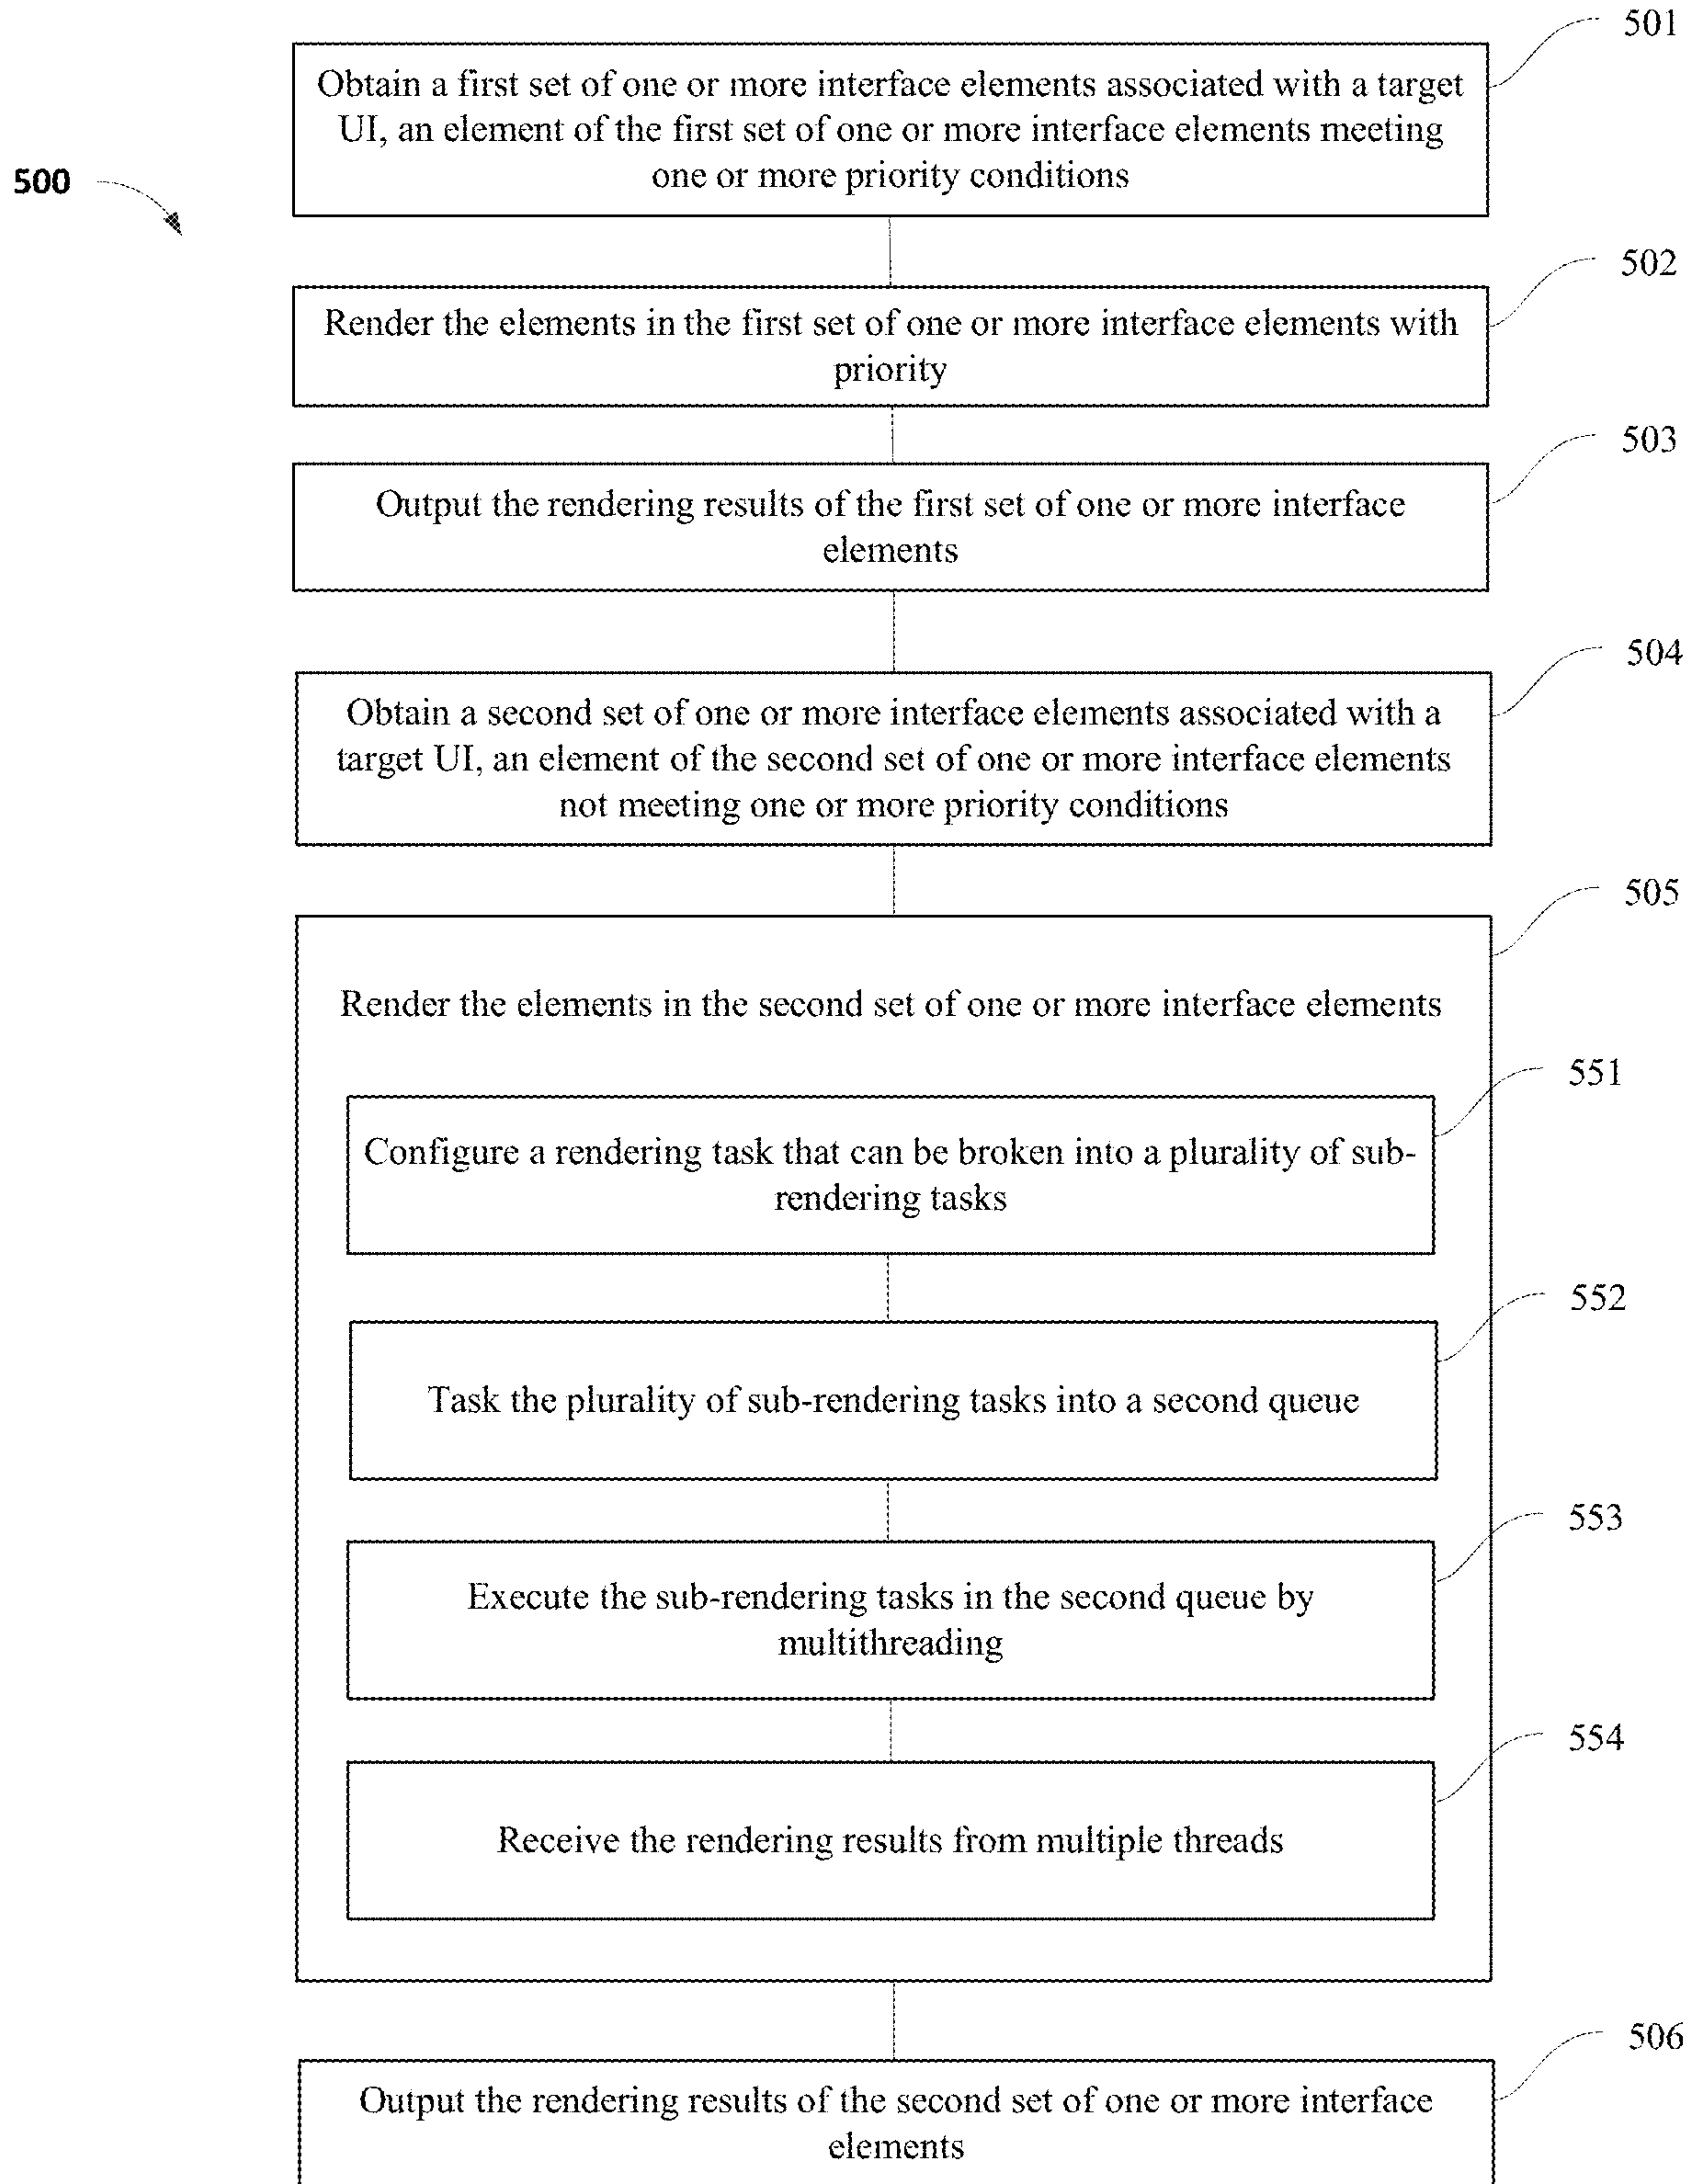 501
Obtain a first set of one or more interface elements associated with a target
UI, an element of the first set of one or more interface elements meeting
one or more priority conditions
500
502
Render the elements in the first set of one or more interface elements with
priority
503
Output the rendering results of the first set of one or more interface
elements
504
Obtain a second set of one or more interface elements associated with a
target UI, an element of the second set of one or more interface elements
not meeting one or more priority conditions
505
Render the elements in the second set of one or more interface elements
551
Configure a rendering task that can be broken into a plurality of sub-
rendering tasks
552
Task the plurality of sub-rendering tasks into a second queue
553
Execute the sub-rendering tasks in the second queue by
multithreading
554
Receive the rendering results from multiple threads
506
Output the rendering results of the second set of one or more interface
elements